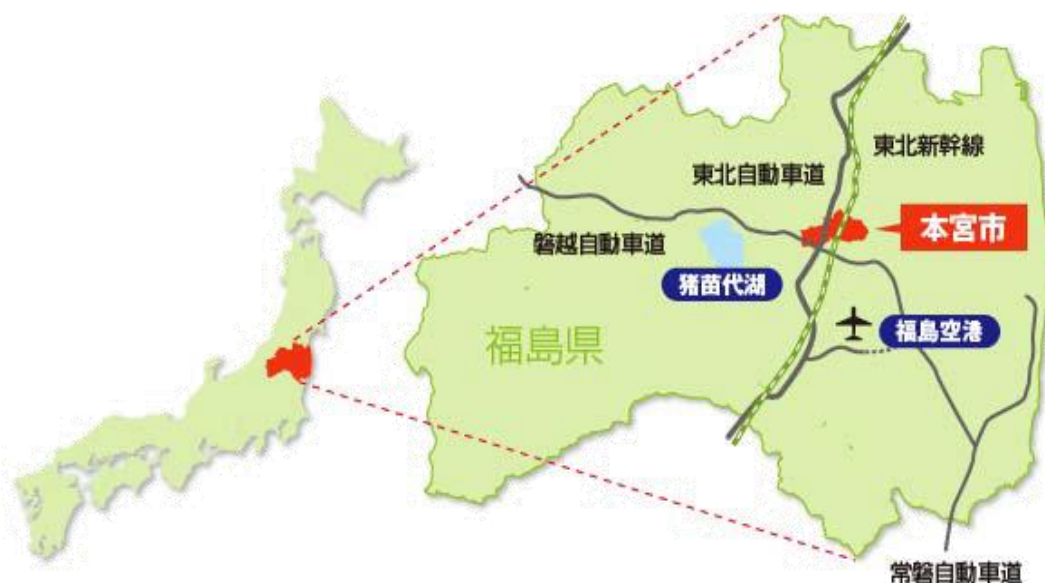 東北新幹線
東北自動車道
本宮市
磐越自動車道
猪苗代湖
福島県
福島空港
常磐自動車道